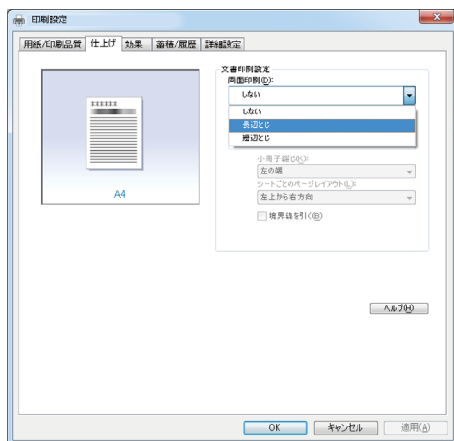 印刷設定
用紙/印刷品質 仕上げ 効果 蓄積/履歴 詳細設定
文書印刷設定
両面印刷(D):
しない
しない
長辺とじ
短辺とじ
小冊子綴じ(K):
左の端
シートごとのページレイアウト(L):
左上から右方向
境界線を引く(B)
A4
ヘルプ(H)
OK キャンセル 適用(A)